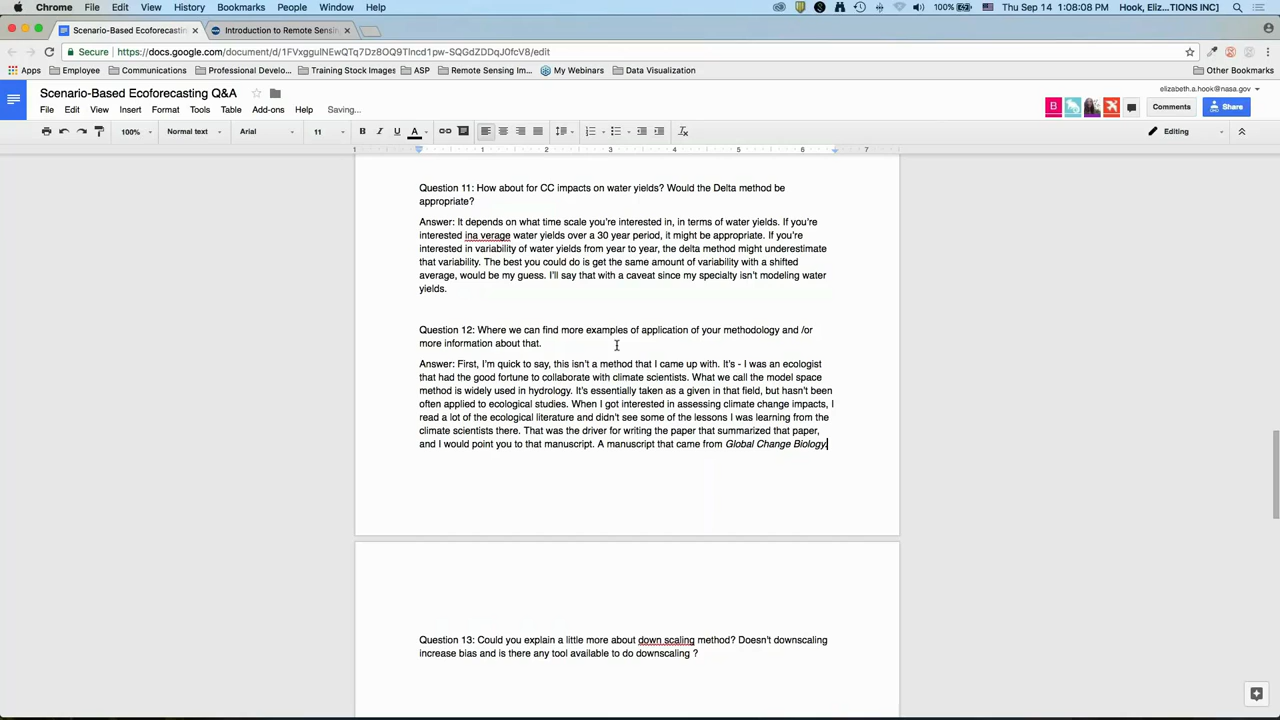 Chrome File Edit View History Bookmarks People Window Help 100% Thu Sep 14 1:08:08 PM Hook, Eliz...TIONS INC]
Scenario-Based Ecoforecasting Introduction to Remote Sensin
Secure https://docs.google.com/document/d/1FVxggulNEwQTq7Dz8OQ9Tlncd1pw-SQGdZDDqJ0fcV8/edit
Apps Employee Communications Professional Develo... Training Stock Images ASP Remote Sensing Im... My Webinars Data Visualization Other Bookmarks
Scenario-Based Ecoforecasting Q&A
elizabeth.a.hook@nasa.gov
File Edit View Insert Format Tools Table Add-ons Help Saving...
B Comments Share
100% Normal text Arial 11 B I U A Editing
1 1 2 3 4 5 6 7
Question 11: How about for CC impacts on water yields? Would the Delta method be
appropriate?
Answer: It depends on what time scale you're interested in, in terms of water yields. If you're
interested ina verage water yields over a 30 year period, it might be appropriate. If you're
interested in variability of water yields from year to year, the delta method might underestimate
that variability. The best you could do is get the same amount of variability with a shifted
average, would be my guess. I'll say that with a caveat since my specialty isn't modeling water
yields.
Question 12: Where we can find more examples of application of your methodology and /or
more information about that.
Answer: First, I'm quick to say, this isn't a method that I came up with. It's - I was an ecologist
that had the good fortune to collaborate with climate scientists. What we call the model space
method is widely used in hydrology. It's essentially taken as a given in that field, but hasn't been
often applied to ecological studies. When I got interested in assessing climate change impacts, I
read a lot of the ecological literature and didn't see some of the lessons I was learning from the
climate scientists there. That was the driver for writing the paper that summarized that paper,
and I would point you to that manuscript. A manuscript that came from Global Change Biology.
Question 13: Could you explain a little more about down scaling method? Doesn't downscaling
increase bias and is there any tool available to do downscaling ?